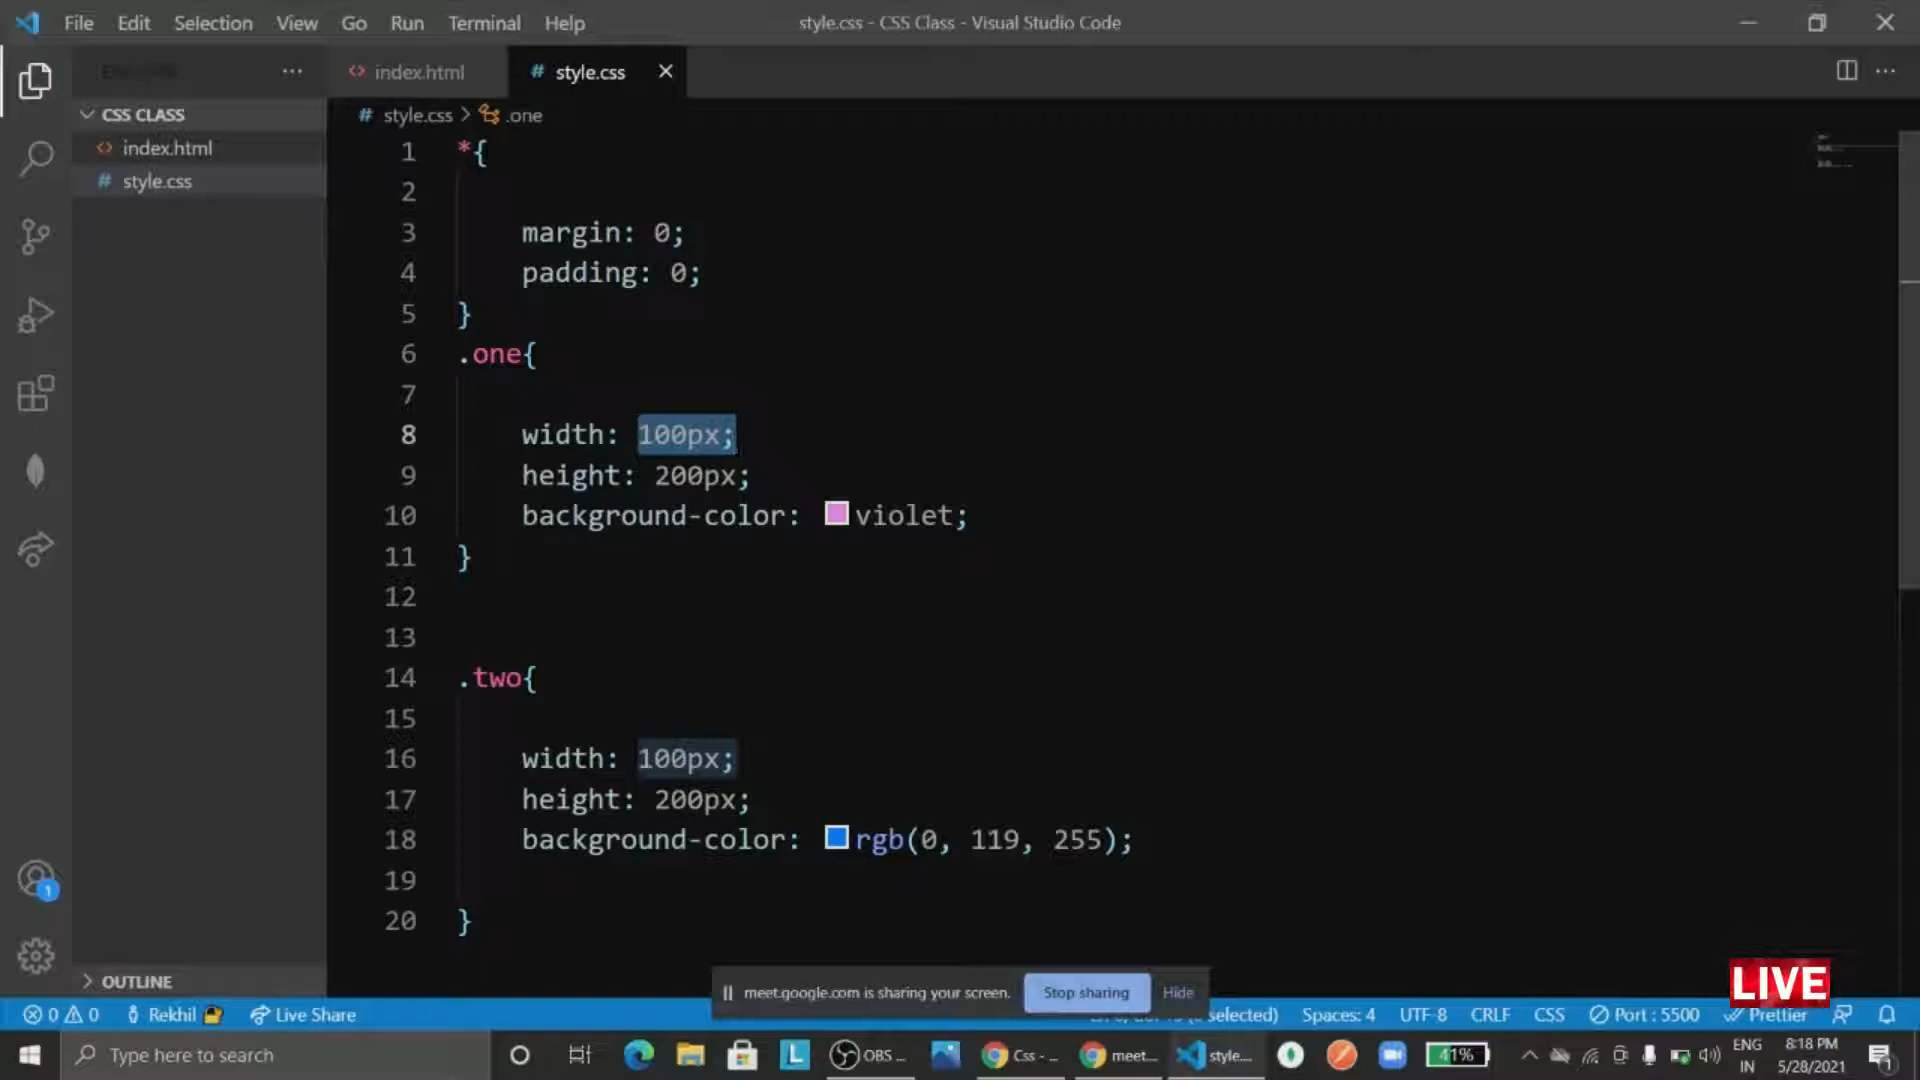 File Edit Selection View Go Run Terminal Help
style.css - CSS Class - Visual Studio Code
index.html
# style.css
CSS CLASS
index.html
# style.css
OUTLINE
# style.css > .one
1 *{
2
3 margin: 0;
4 padding: 0;
5 }
6 .one{
7
8 width: 100px;
9 height: 200px;
10 background-color: violet;
11 }
12
13
14 .two{
15
16 width: 100px;
17 height: 200px;
18 background-color: rgb(0, 119, 255);
19
20 }
1
LIVE
meet.google.com is sharing your screen. Stop sharing Hide
0 0 Rekhil Live Share selected) Spaces: 4 UTF-8 CRLF CSS Port : 5500 Prettier
Type here to search
L
OBS ...
Css - ...
meet...
style...
41%
ENG
IN
8:18 PM
5/28/2021
1